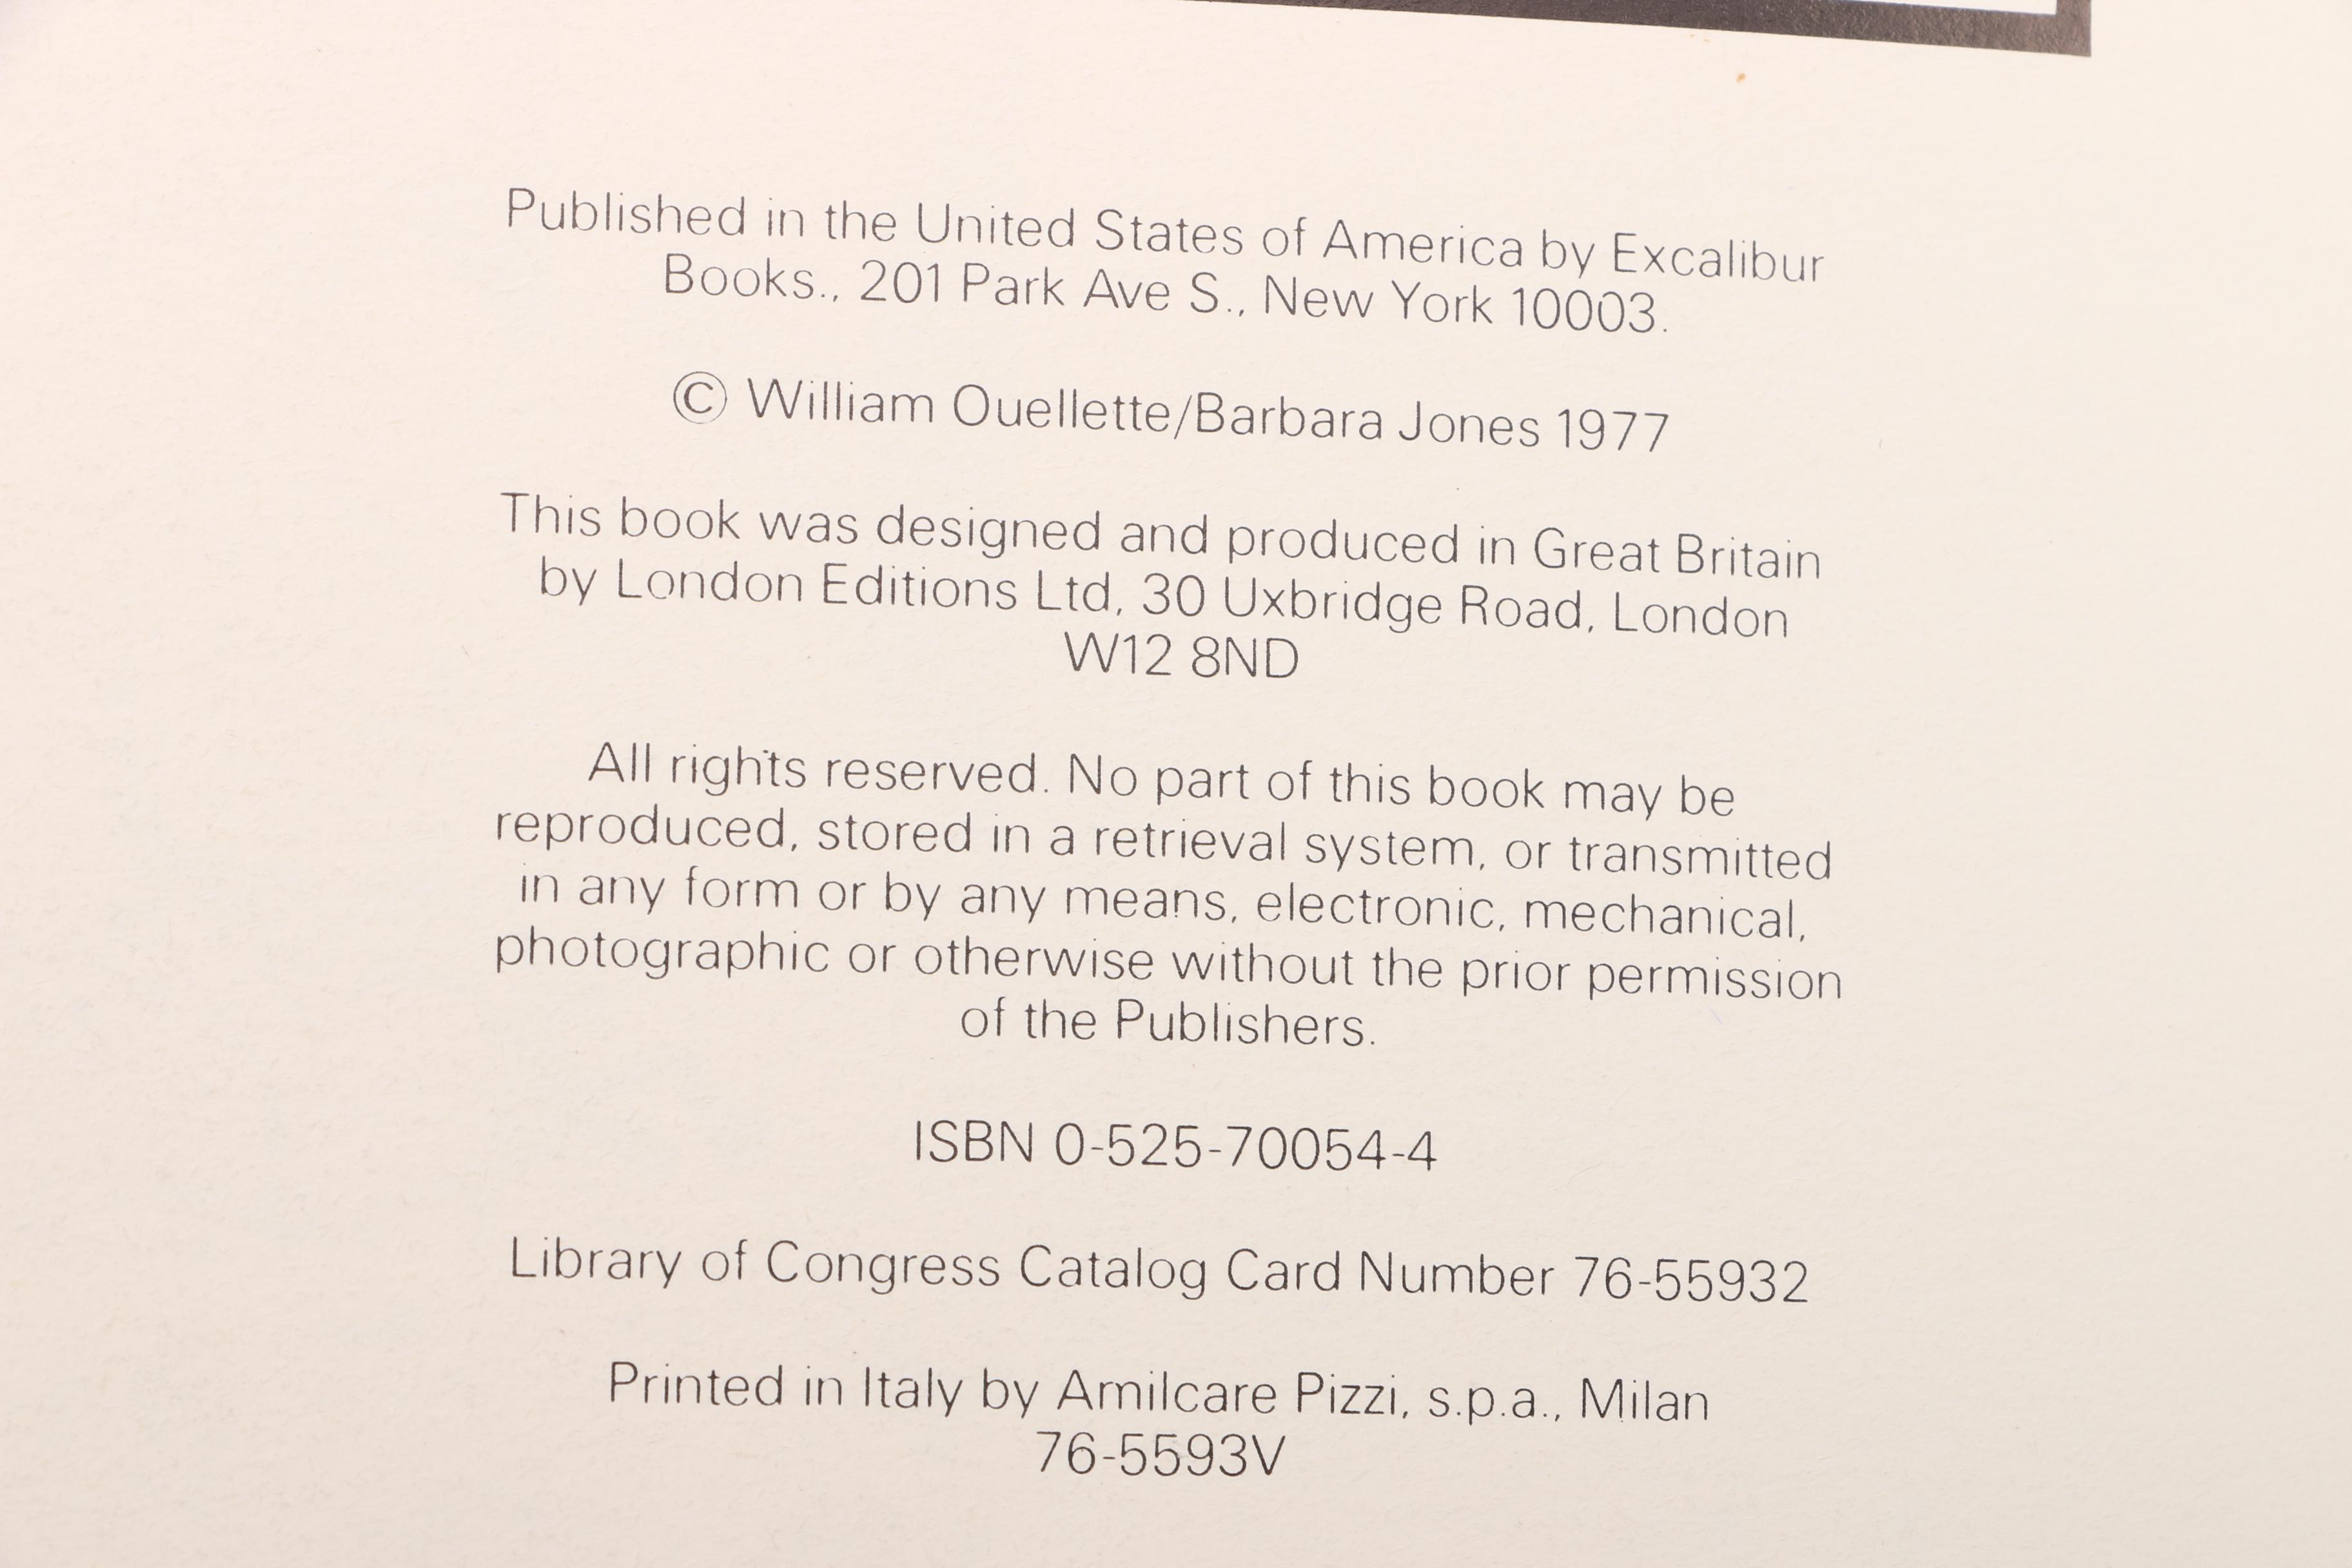 Published in the United States of America by Excalibur
Books., 201 Park Ave S., New York 10003.
© William Ouellette/Barbara Jones 1977
This book was designed and produced in Great Britain
by London Editions Ltd, 30 Uxbridge Road, London
W12 8ND
All rights reserved. No part of this book may be
reproduced, stored in a retrieval system, or transmitted
in any form or by any means, electronic, mechanical,
photographic or otherwise without the prior permission
of the Publishers.
ISBN 0-525-70054-4
Library of Congress Catalog Card Number 76-55932
Printed in Italy by Amilcare Pizzi, s.p.a., Milan
76-5593V